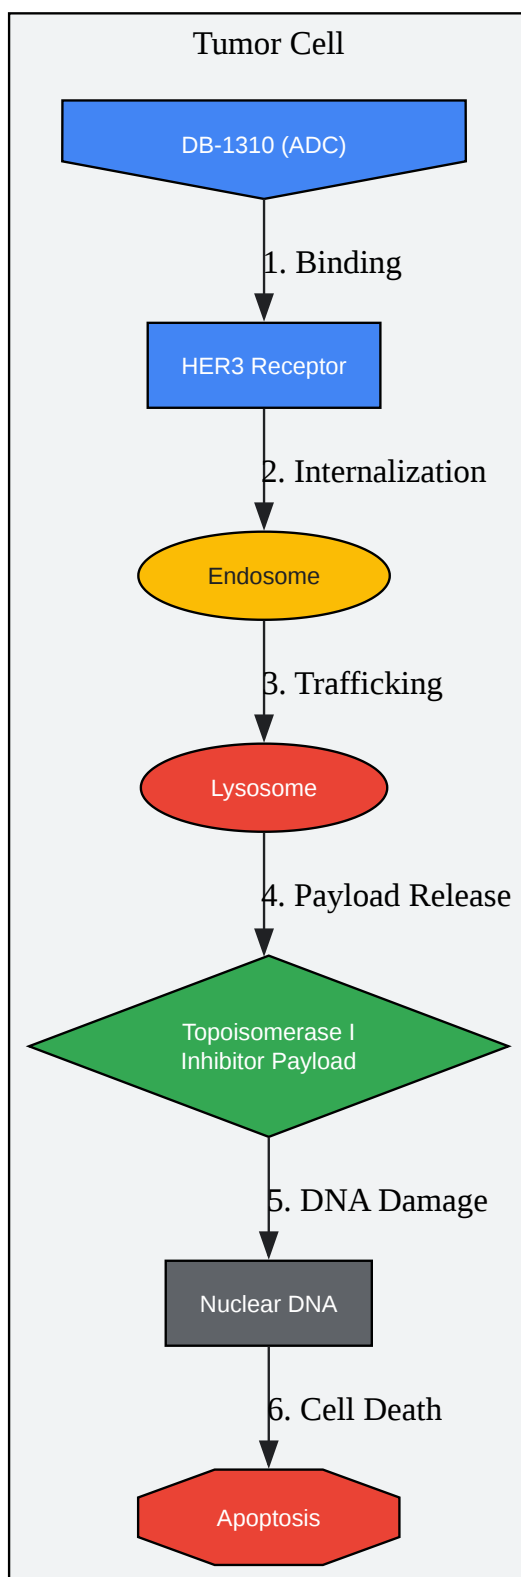 Tumor Cell
DB-1310 (ADC)
1. Binding
HER3 Receptor
2. Internalization
Endosome
3. Trafficking
Lysosome
4. Payload Release
Topoisomerase I
Inhibitor Payload
5. DNA Damage
Nuclear DNA
6. Cell Death
Apoptosis